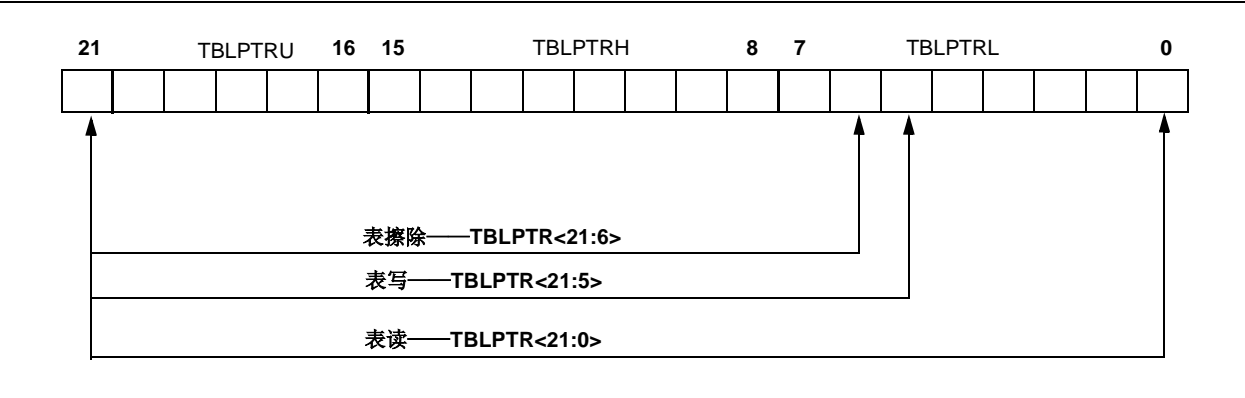 21 TBLPTRU 16 15 TBLPTRH 8 7 TBLPTRL 0
表擦除——TBLPTR<21:6>
表写——TBLPTR<21:5>
表读——TBLPTR<21:0>